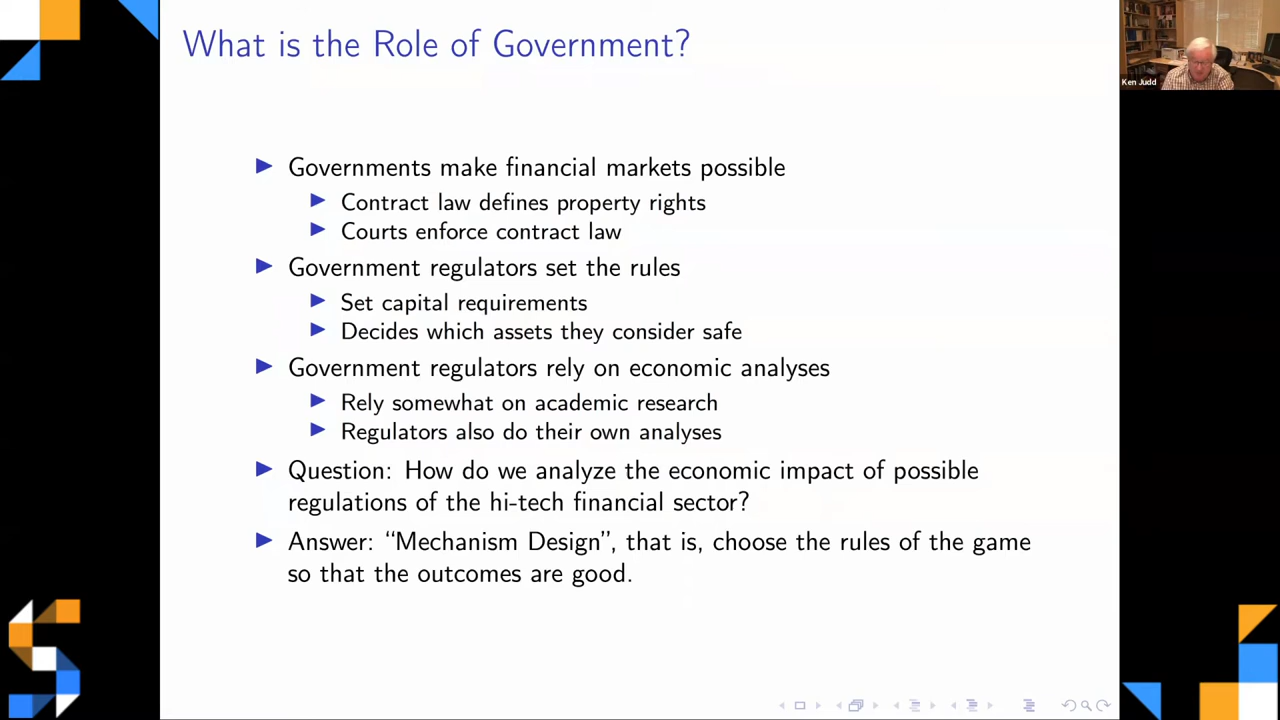 What is the Role of Government?
Ken Judd
Governments make financial markets possible
Contract law defines property rights
Courts enforce contract law
Government regulators set the rules
Set capital requirements
Decides which assets they consider safe
Government regulators rely on economic analyses
Rely somewhat on academic research
Regulators also do their own analyses
Question: How do we analyze the economic impact of possible
regulations of the hi-tech financial sector?
Answer: “Mechanism Design”, that is, choose the rules of the game
so that the outcomes are good.